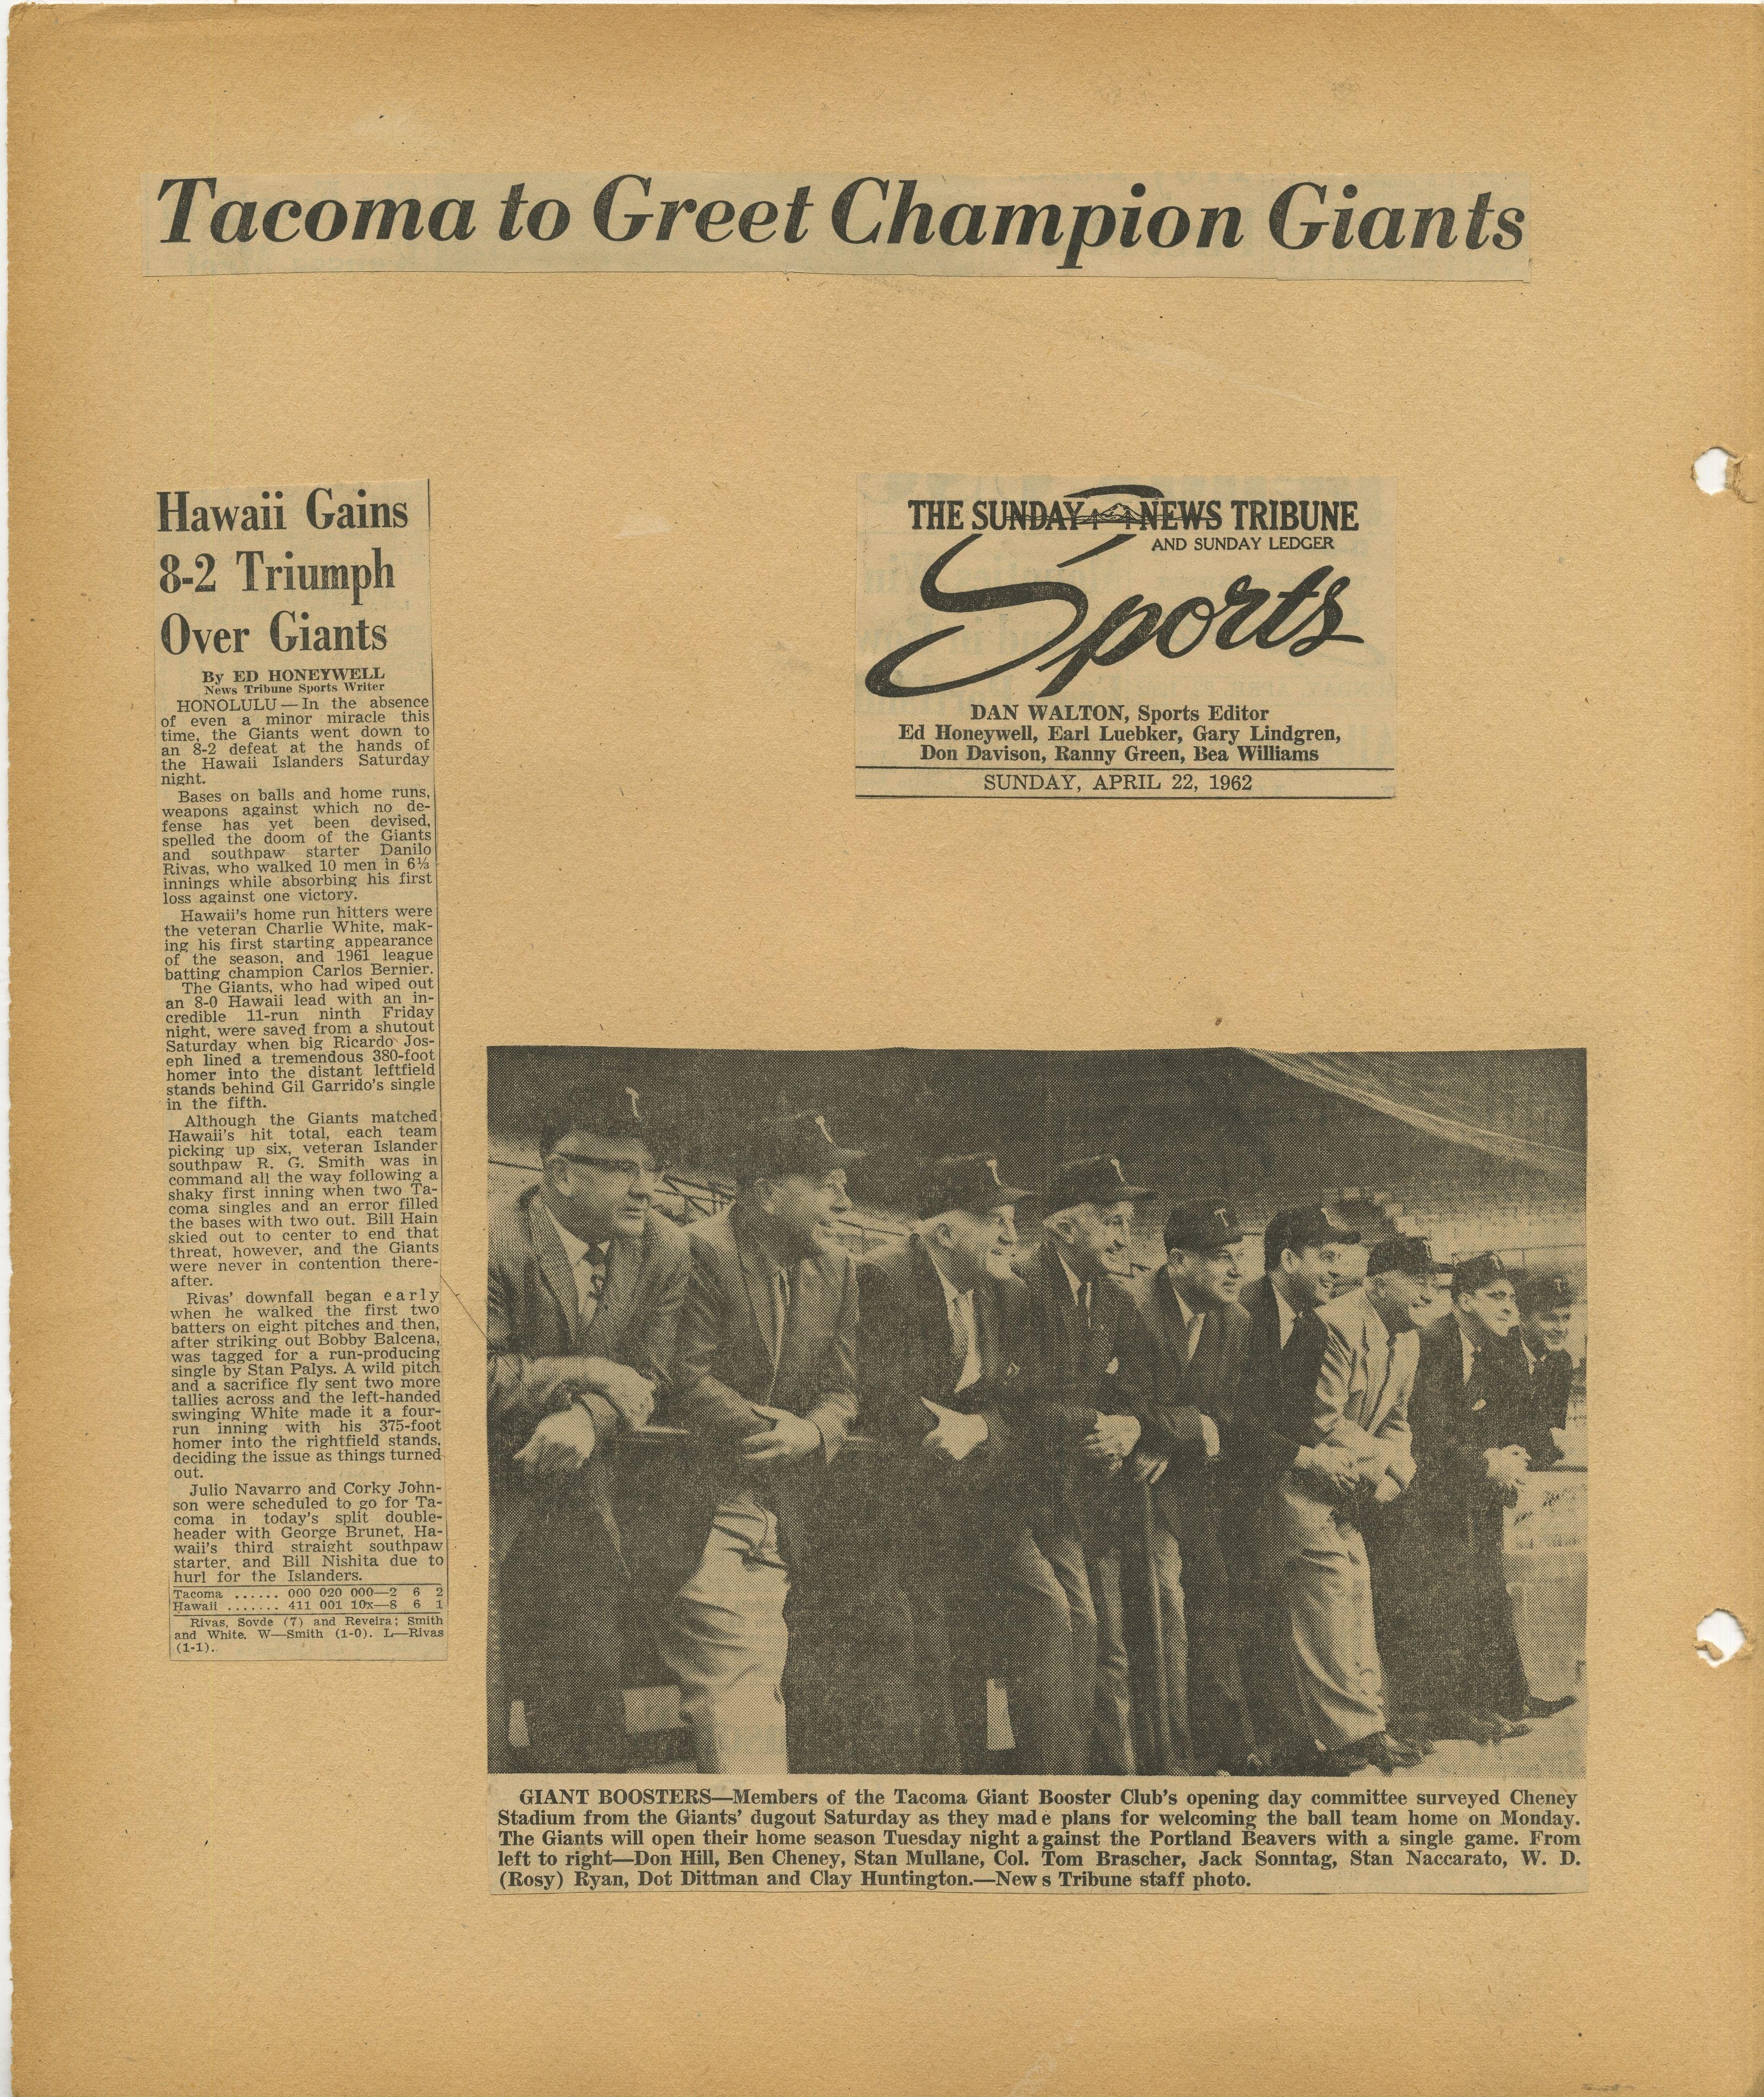 Tacoma to Greet Champion Giants
Hawaii Gains
8-2 Triumph
Over Giants
By ED HONEYWELL
News Tribune Sports Writer
HONOLULU — In the absence
of even a minor miracle this
time, the Giants went down to
an 8-2 defeat at the hands of
the Hawaii Islanders Saturday
night.
Bases on balls and home runs,
weapons against which no de-
fense has yet been devised,
spelled the doom of the Giants
and southpaw starter Danilo
Rivas, who walked 10 men in 6⅓
innings while absorbing his first
loss against one victory.
Hawaii's home run hitters were
the veteran Charlie White, mak-
ing his first starting appearance
of the season, and 1961 league
batting champion Carlos Bernier.
The Giants, who had wiped out
an 8-0 Hawaii lead with an in-
credible 11-run ninth Friday
night, were saved from a shutout
Saturday when big Ricardo Jos-
eph lined a tremendous 380-foot
homer into the distant leftfield
stands behind Gil Garrido's single
in the fifth.
Although the Giants matched
Hawaii's hit total, each team
picking up six, veteran Islander
southpaw R. G. Smith was in
command all the way following a
shaky first inning when two Ta-
coma singles and an error filled
the bases with two out. Bill Hain
skied out to center to end that
threat, however, and the Giants
were never in contention there-
after.
Rivas' downfall began early
when he walked the first two
batters on eight pitches and then,
after striking out Bobby Balcena,
was tagged for a run-producing
single by Stan Palys. A wild pitch
and a sacrifice fly sent two more
tallies across and the left-handed
swinging White made it a four-
run inning with his 375-foot
homer into the rightfield stands,
deciding the issue as things turned
out.
Julio Navarro and Corky John-
son were scheduled to go for Ta-
coma in today's split double-
header with George Brunet, Ha-
waii's third straight southpaw
starter, and Bill Nishita due to
hurl for the Islanders.
Tacoma ...... 000 020 000—2 6 2
Hawaii ....... 411 001 10x—8 6 1
Rivas, Sovde (7) and Reveira; Smith
and White. W—Smith (1-0). L—Rivas
(1-1).
THE SUNDAY NEWS TRIBUNE
AND SUNDAY LEDGER
Sports
DAN WALTON, Sports Editor
Ed Honeywell, Earl Luebker, Gary Lindgren,
Don Davison, Ranny Green, Bea Williams
SUNDAY, APRIL 22, 1962
T
T
T
T
T
T
T
T
T
GIANT BOOSTERS—Members of the Tacoma Giant Booster Club's opening day committee surveyed Cheney
Stadium from the Giants' dugout Saturday as they made plans for welcoming the ball team home on Monday.
The Giants will open their home season Tuesday night against the Portland Beavers with a single game. From
left to right—Don Hill, Ben Cheney, Stan Mullane, Col. Tom Brascher, Jack Sonntag, Stan Naccarato, W. D.
(Rosy) Ryan, Dot Dittman and Clay Huntington.—News Tribune staff photo.